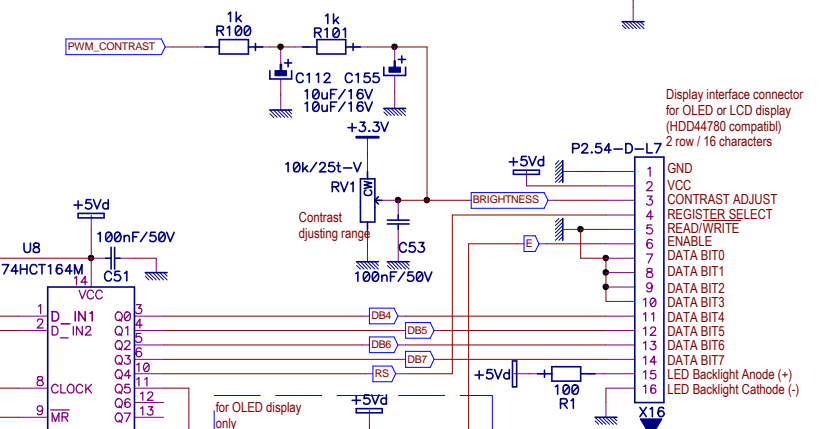 1k
R100
1k
R101
PWM_CONTRAST
C112
C155
10uF/16V
10uF/16V
+3.3V
10k/25t-V
RV1
CW
Contrast
djusting range
C53
100nF/50V
BRIGHTNESS
E
Display interface connector
for OLED or LCD display
(HDD44780 compatibl)
2 row / 16 characters
P2.54-D-L7
+5Vd
1 GND
2 VCC
3 CONTRAST ADJUST
4 REGISTER SELECT
5 READ/WRITE
6 ENABLE
7 DATA BIT0
8 DATA BIT1
9 DATA BIT2
10 DATA BIT3
11 DATA BIT4
12 DATA BIT5
13 DATA BIT6
14 DATA BIT7
15 LED Backlight Anode (+)
16 LED Backlight Cathode (-)
X16
+5Vd
100
R1
+5Vd
100nF/50V
C51
U8
74HCT164M
14
VCC
1 D_IN1
2 D_IN2
8 CLOCK
9 MR
Q0 3
Q1 4
Q2 5
Q3 6
Q4 10
Q5 11
Q6 12
Q7 13
DB4
DB5
DB6
DB7
RS
for OLED display
only
+5Vd